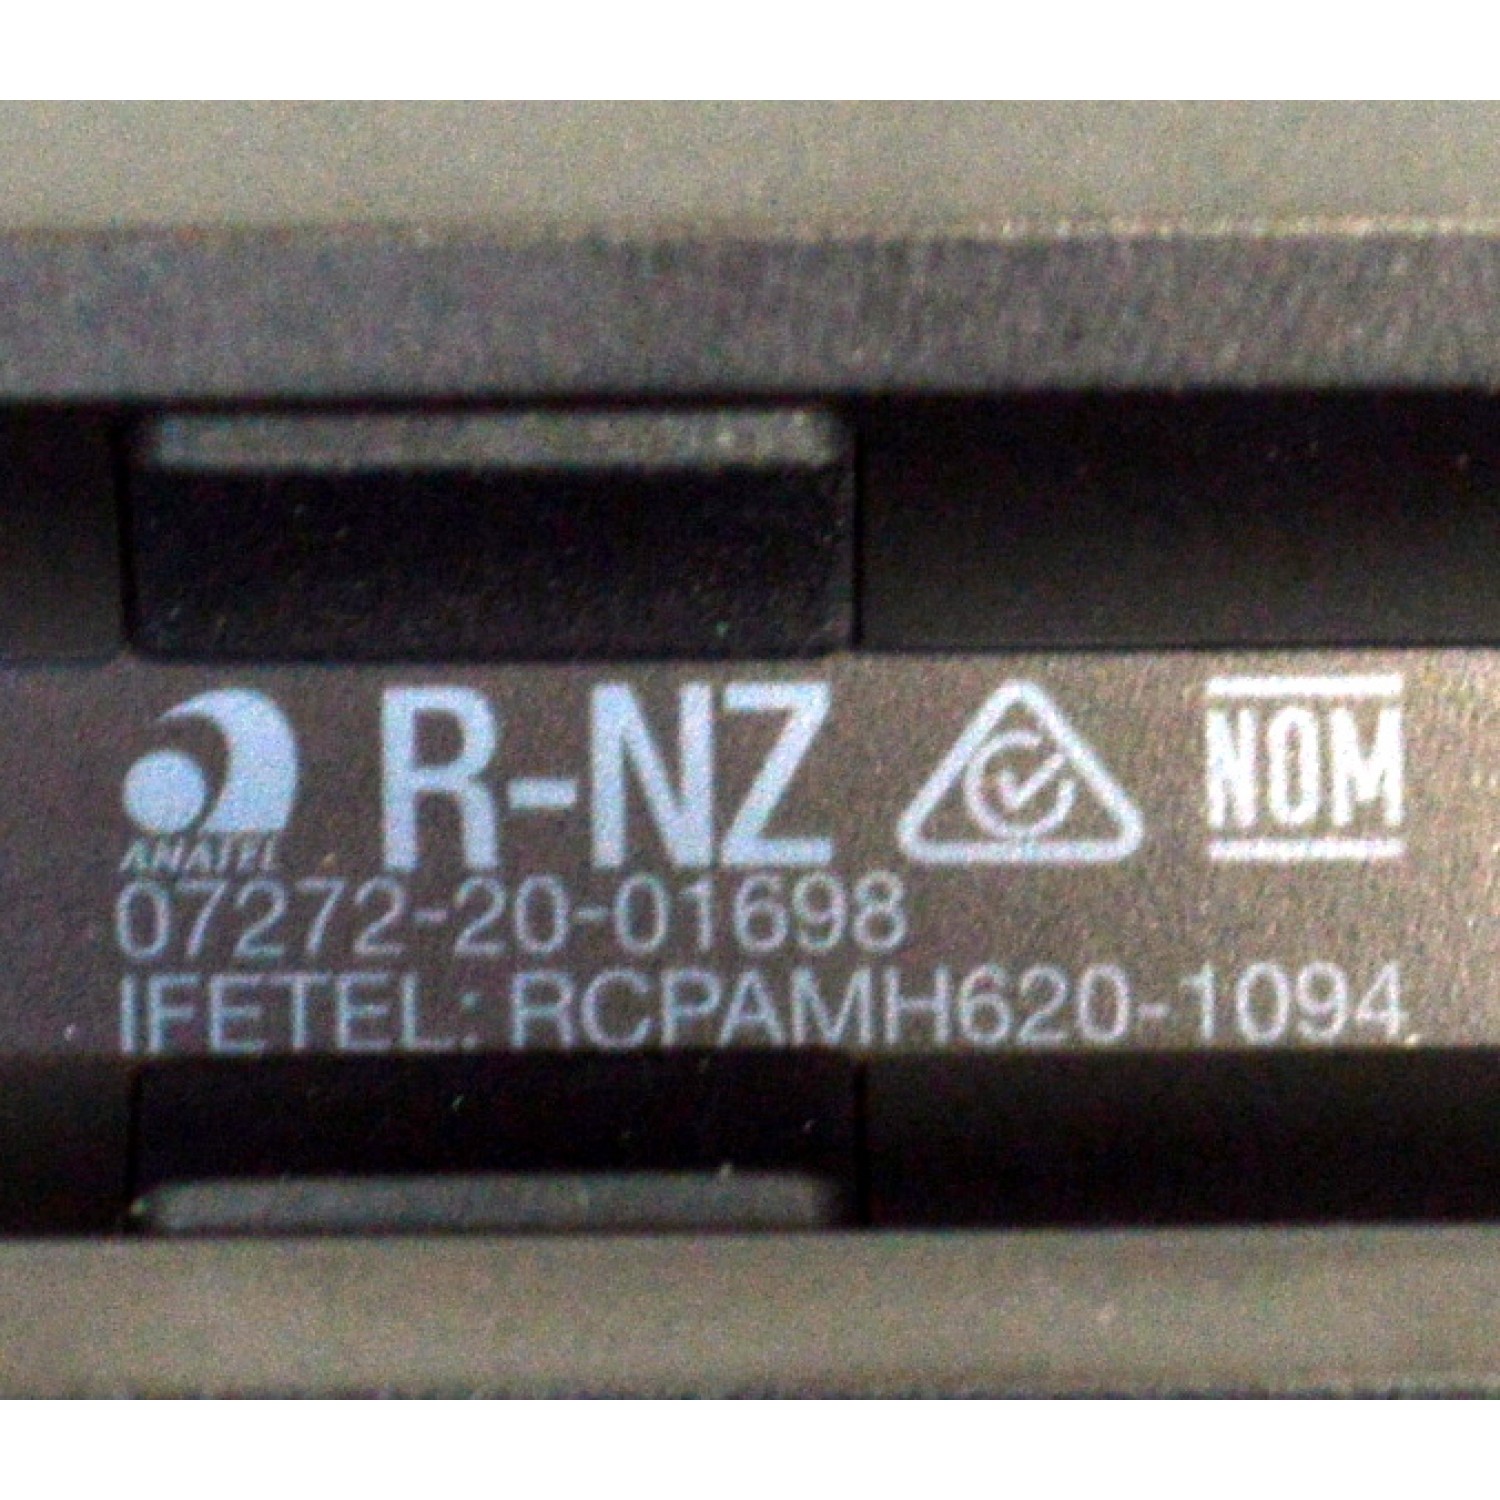 ANATEL R-NZ NOM
07272-20-01698
IFETEL: RCPAMH620-1094